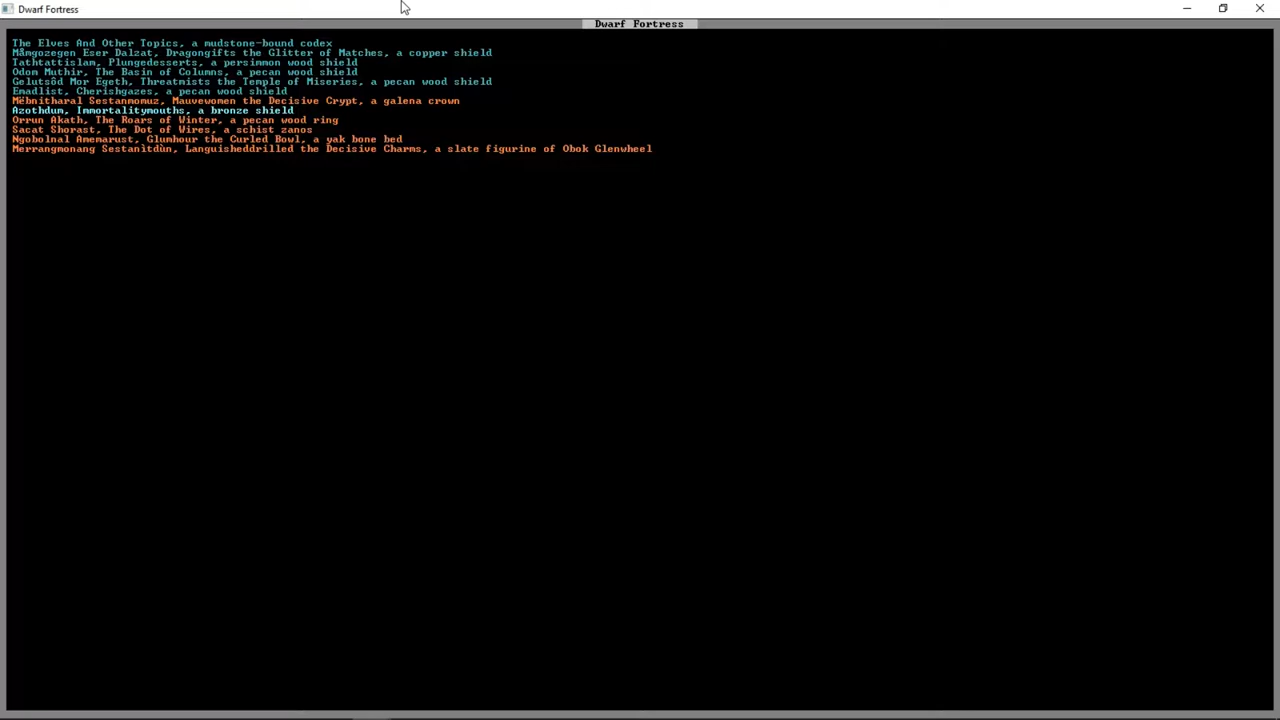 Dwarf Fortress
Dwarf Fortress
The Elves And Other Topics, a mudstone-bound codex
Mâmgozegen Eser Dalzat, Dragongifts the Glitter of Matches, a copper shield
Tathtattislam, Plungedesserts, a persimmon wood shield
Odom Muthir, The Basin of Columns, a pecan wood shield
Gelutsôd Mor Egeth, Threatmists the Temple of Miseries, a pecan wood shield
Emadlist, Cherishgazes, a pecan wood shield
Mëbnitharal Sestanmomuz, Mauvewomen the Decisive Crypt, a galena crown
Azothdum, Immortalitymouths, a bronze shield
Orrun Akath, The Roars of Winter, a pecan wood ring
Sacat Shorast, The Dot of Wires, a schist zanos
Ngobolnal Amemarust, Glumhour the Curled Bowl, a yak bone bed
Merrangmonang Sestanìtdùn, Languisheddrilled the Decisive Charms, a slate figurine of Obok Glenwheel